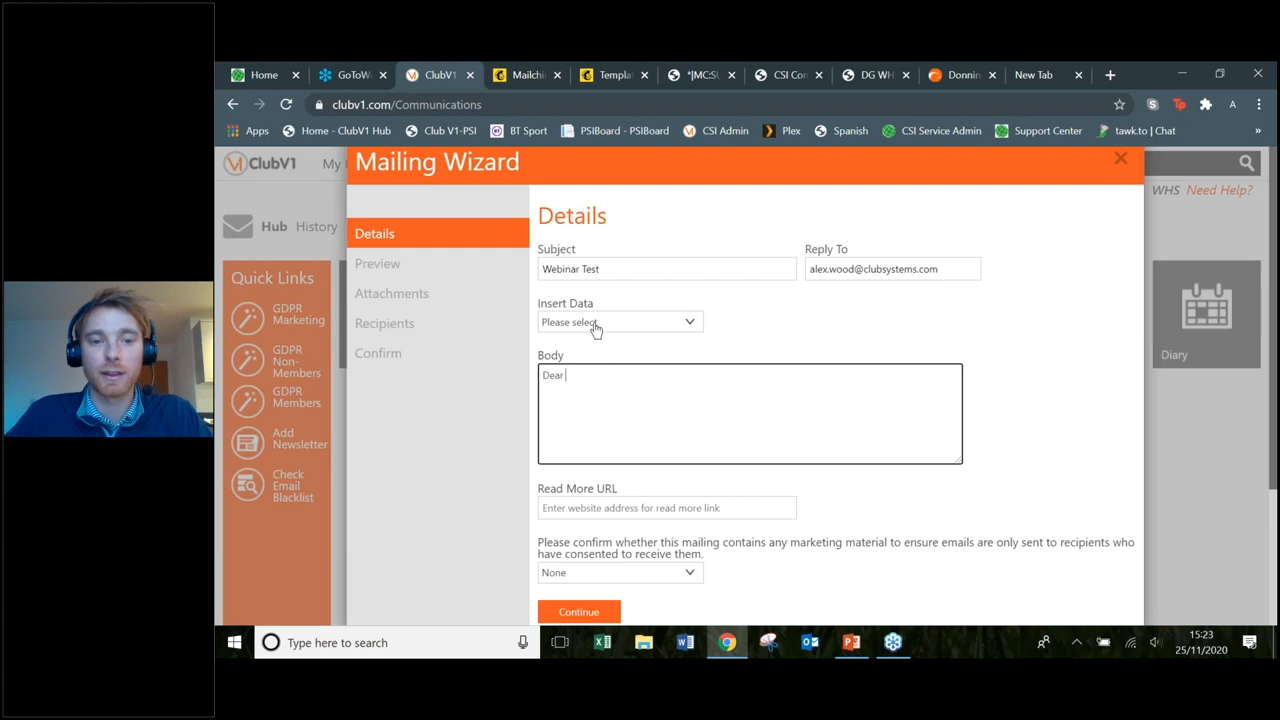 Home
GoToW
ClubV1
Mailchi
Templa
*|MC:SU
CSI Con
DG WH
Donnin
New Tab
clubv1.com/Communications
A
Apps
Home - ClubV1 Hub
Club V1-PSI
BT Sport
PSIBoard - PSIBoard
CSI Admin
Plex
Spanish
CSI Service Admin
Support Center
tawk.to | Chat
»
ClubV1
My
Mailing Wizard
WHS Need Help?
Hub History
Quick Links
GDPR
Marketing
GDPR
Non-
Members
GDPR
Members
Add
Newsletter
Check
Email
Blacklist
Details
Preview
Attachments
Recipients
Confirm
Details
Subject
Reply To
Webinar Test
alex.wood@clubsystems.com
Insert Data
Please select
Body
Dear
Read More URL
Enter website address for read more link
Please confirm whether this mailing contains any marketing material to ensure emails are only sent to recipients who
have consented to receive them.
None
Continue
Diary
Type here to search
15:23
25/11/2020